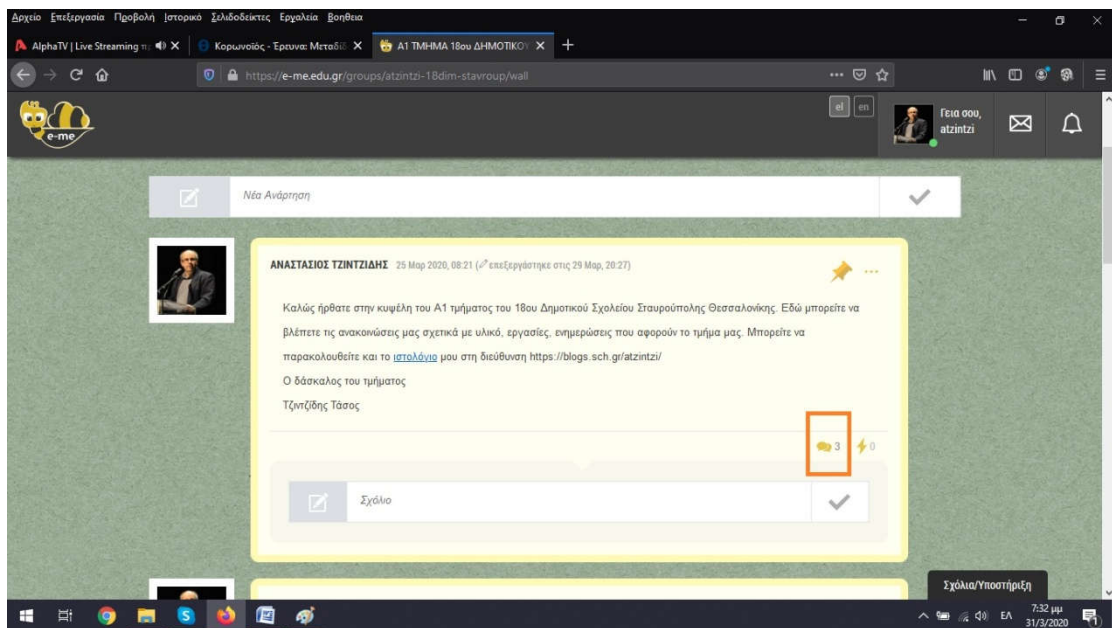 Αρχείο Επεξεργασία Προβολή Ιστορικό Σελιδοδείκτες Εργαλεία Βοηθεια
AlphaTV | Live Streaming
Κορωνοϊός - Έρευνα: Μεταδί
Α1 ΤΜΗΜΑ 18ου ΔΗΜΟΤΙΚΟΥ
https://e-me.edu.gr/groups/atzintzi-18dim-stavroup/wall
e-me
el en
Γεια σου,
atzintzi
Νέα Ανάρτηση
ΑΝΑΣΤΑΣΙΟΣ ΤΖΙΝΤΖΙΔΗΣ 25 Μαρ 2020, 08:21 (επεξεργάστηκε στις 29 Μαρ, 20:27)
Καλώς ήρθατε στην κυψέλη του Α1 τμήματος του 18ου Δημοτικού Σχολείου Σταυρούπολης Θεσσαλονίκης. Εδώ μπορείτε να
βλέπετε τις ανακοινώσεις μας σχετικά με υλικό, εργασίες, ενημερώσεις που αφορούν το τμήμα μας. Μπορείτε να
παρακολουθείτε και το ιστολόγιο μου στη διεύθυνση https://blogs.sch.gr/atzintzi/
Ο δάσκαλος του τμήματος
Τζιντζίδης Τάσος
3 0
Σχόλιο
Σχόλια/Υποστήριξη
ΕΛ
7:32 μμ
31/3/2020